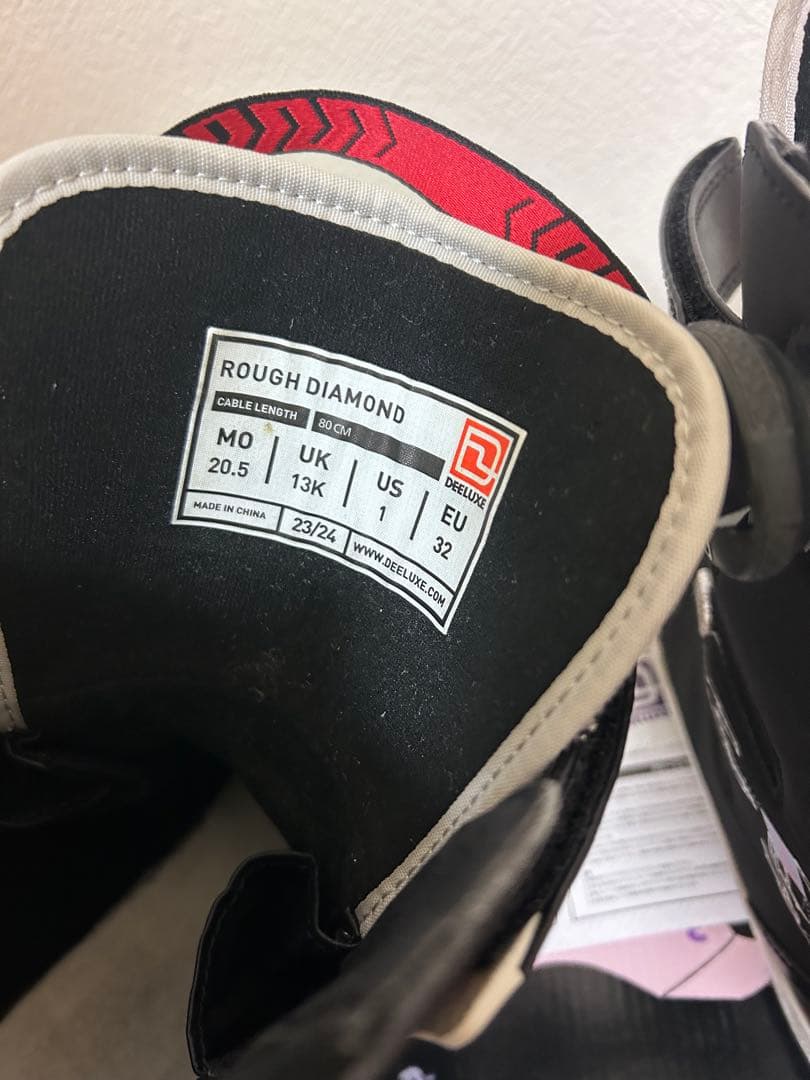 ROUGH DIAMOND
CABLE LENGTH 80 CM
DEELUXE
MO UK US EU
20.5 13K 1 32
MADE IN CHINA 23/24 WWW.DEELUXE.COM